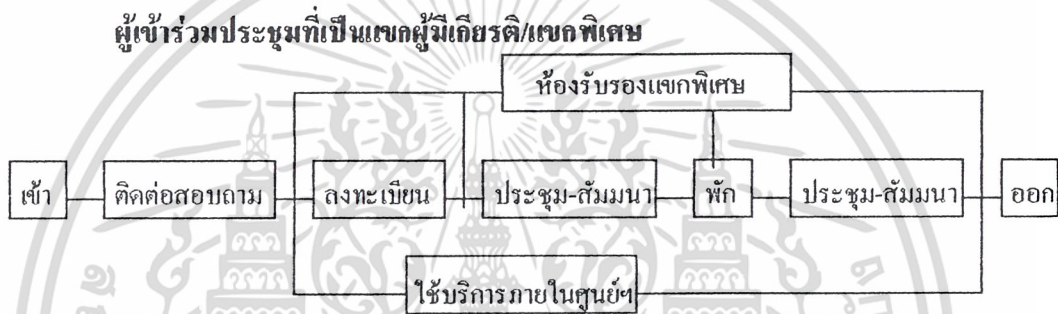 ผู้เข้าร่วมประชุมที่เป็นแขกผู้มีเกียรติ/แขกพิเศษ
ห้องรับรองแขกพิเศษ
เข้า ติดต่อสอบถาม ลงทะเบียน ประชุม-สัมมนา พัก ประชุม-สัมมนา ออก
ใช้บริการภายในศูนย์ฯ